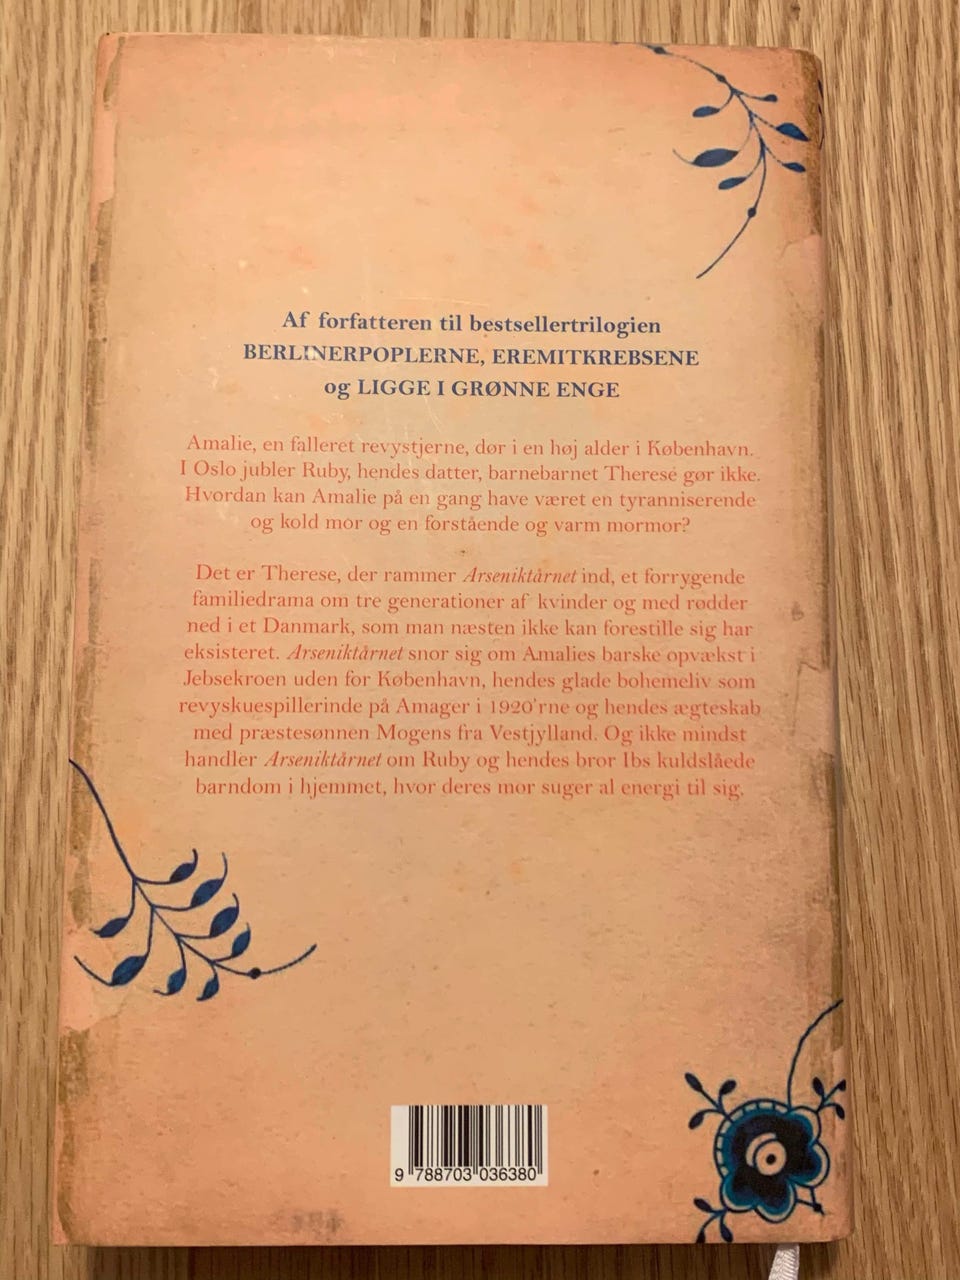 Af forfatteren til bestsellertrilogien
BERLINERPOPLERNE, EREMITKREBSENE
og LIGGE I GRØNNE ENGE
Amalie, en falleret revystjerne, dør i en høj alder i København.
I Oslo jubler Ruby, hendes datter, barnebarnet Therese gør ikke.
Hvordan kan Amalie på en gang have været en tyranniserende
og kold mor og en forstående og varm mormor?
Det er Therese, der rammer Arseniktårnet ind, et forrygende
familiedrama om tre generationer af kvinder og med rødder
ned i et Danmark, som man næsten ikke kan forestille sig har
eksisteret. Arseniktårnet snor sig om Amalies barske opvækst i
Jebsekroen uden for København, hendes glade bohemeliv som
revyskuespillerinde på Amager i 1920'rne og hendes ægteskab
med præstesønnen Mogens fra Vestjylland. Og ikke mindst
handler Arseniktårnet om Ruby og hendes bror Ibs kuldslåede
barndom i hjemmet, hvor deres mor suger al energi til sig.
9 788703 036380